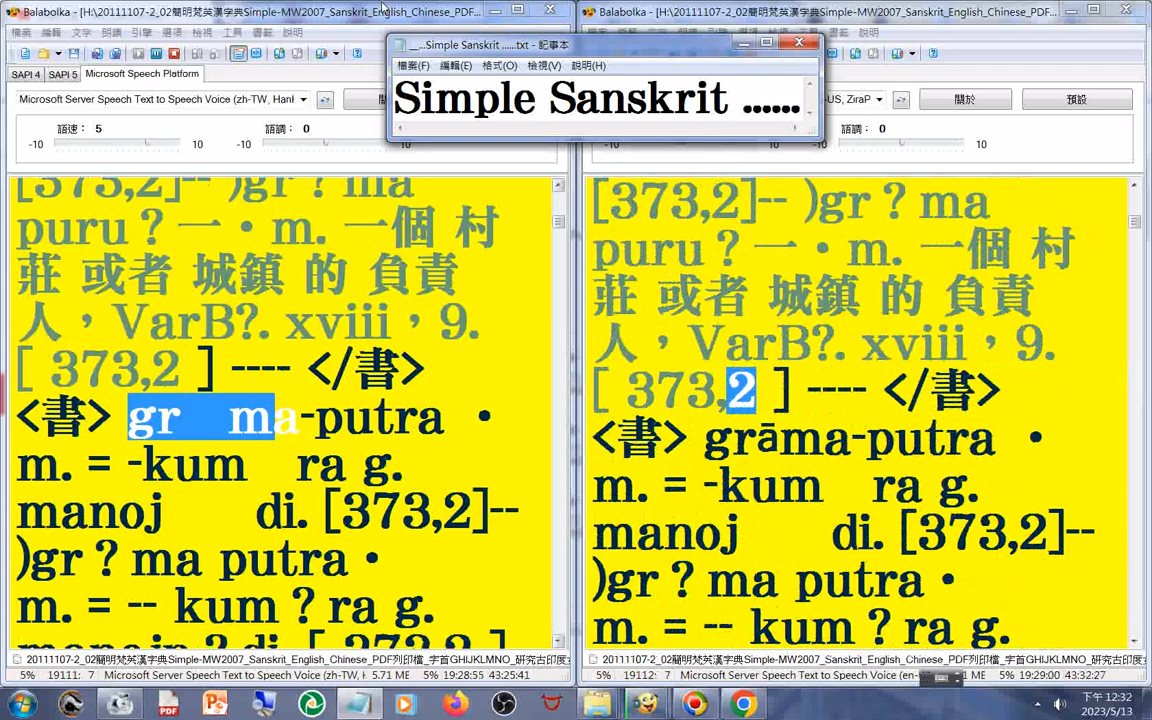 Balabolka - [H:\20111107-2_02簡明梵英漢字典Simple-MW2007_Sanskrit_English_Chinese_PDF...
檔案 編輯 文字 朗讀 引擎 選項 檢視 工具 書籤 說明
SAPI 4 SAPI 5 Microsoft Speech Platform
Microsoft Server Speech Text to Speech Voice (zh-TW, Hanl
語速： 5 語調： 0
-10 10 -10
[373,2]-- )gr ? ma
puru ? 一 • m. 一個 村
莊 或者 城鎮 的 負責
人，VarB?. xviii，9.
[ 373,2 ] ---- </書>
<書> gr ma-putra •
m. = -kum ra g.
manoj di. [373,2]--
)gr ? ma putra •
m. = -- kum ? ra g.
manojn ? di. [ 373,2 ]
20111107-2_02簡明梵英漢字典Simple-MW2007_Sanskrit_English_Chinese_PDF列印檔_字首GHIJKLMNO_研究古印度
5% 19111: 7 Microsoft Server Speech Text to Speech Voice (zh-TW, H 5.71 MB 5% 19:28:55 43:25:41
__...Simple Sanskrit ......txt - 記事本
檔案(F) 編輯(E) 格式(O) 檢視(V) 說明(H)
Simple Sanskrit ......
Balabolka - [H:\20111107-2_02簡明梵英漢字典Simple-MW2007_Sanskrit_English_Chinese_PDF...
-US, ZiraP 關於 預設
語調： 0
-10 10
[373,2]-- )gr ? ma
puru ? 一 • m. 一個 村
莊 或者 城鎮 的 負責
人，VarB?. xviii，9.
[ 373,2 ] ---- </書>
<書> grāma-putra •
m. = -kum ra g.
manoj di. [373,2]--
)gr ? ma putra •
m. = -- kum ? ra g.
20111107-2_02簡明梵英漢字典Simple-MW2007_Sanskrit_English_Chinese_PDF列印檔_字首GHIJKLMNO_研究古印度
5% 19112: 7 Microsoft Server Speech Text to Speech Voice (en-U 5% 19:29:00 43:32:27
下午 12:32
2023/5/13